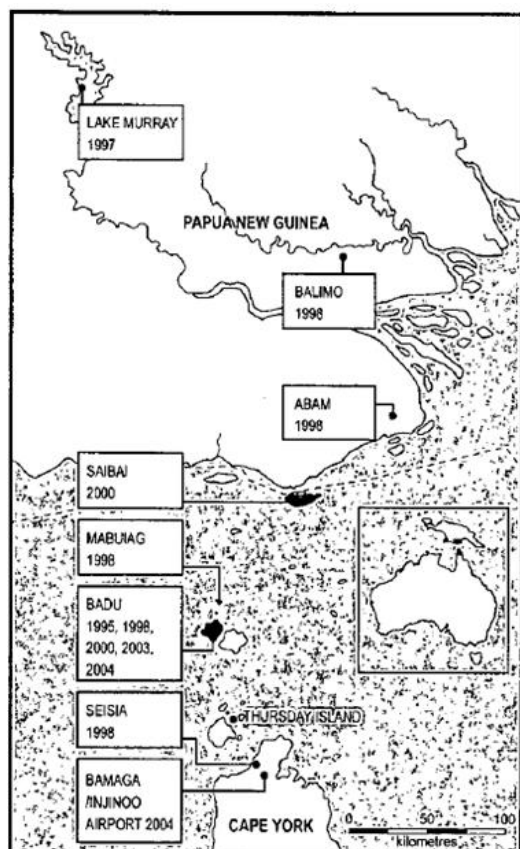 LAKE MURRAY
1997
PAPUA NEW GUINEA
BALIMO
1998
ABAM
1998
SAIBAI
2000
MABUIAG
1998
BADU
1995, 1998,
2000, 2003,
2004
SEISIA
1998
THURSDAY ISLAND
BAMAGA
/INJINOO
AIRPORT 2004
CAPE YORK
0 50 100
kilometres